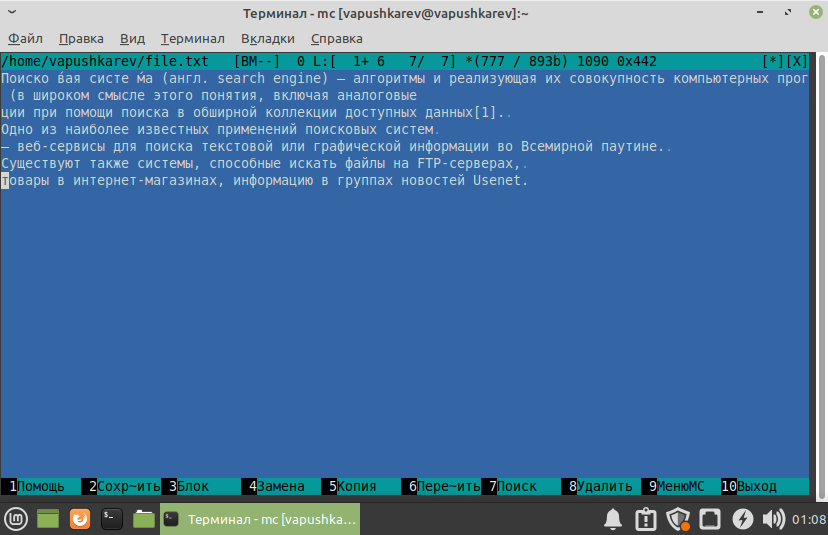 Терминал - mc [vapushkarev@vapushkarev]:~
Файл Правка Вид Терминал Вкладки Справка
/home/vapushkarev/file.txt [BM--] 0 L:[ 1+ 6 7/ 7] *(777 / 893b) 1090 0x442 [*][X]
Поиско ́вая систе ́ма (англ. search engine) — алгоритмы и реализующая их совокупность компьютерных прог
(в широком смысле этого понятия, включая аналоговые
ции при помощи поиска в обширной коллекции доступных данных[1]..
Одно из наиболее известных применений поисковых систем.
— веб-сервисы для поиска текстовой или графической информации во Всемирной паутине..
Существуют также системы, способные искать файлы на FTP-серверах,.
товары в интернет-магазинах, информацию в группах новостей Usenet.
1Помощь 2Сохр~ить 3Блок 4Замена 5Копия 6Пере~ить 7Поиск 8Удалить 9МенюМС 10Выход
Терминал - mc [vapushka... 01:08